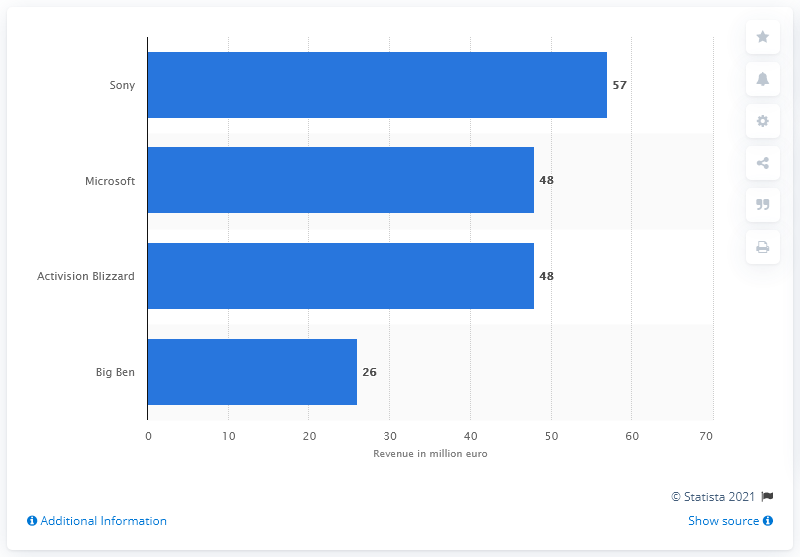 Sony
57
Microsoft
48
Activision Blizzard
48
Big Ben
26
0 10 20 30 40 50 60 70
Revenue in million euro
© Statista 2021
Additional Information
Show source